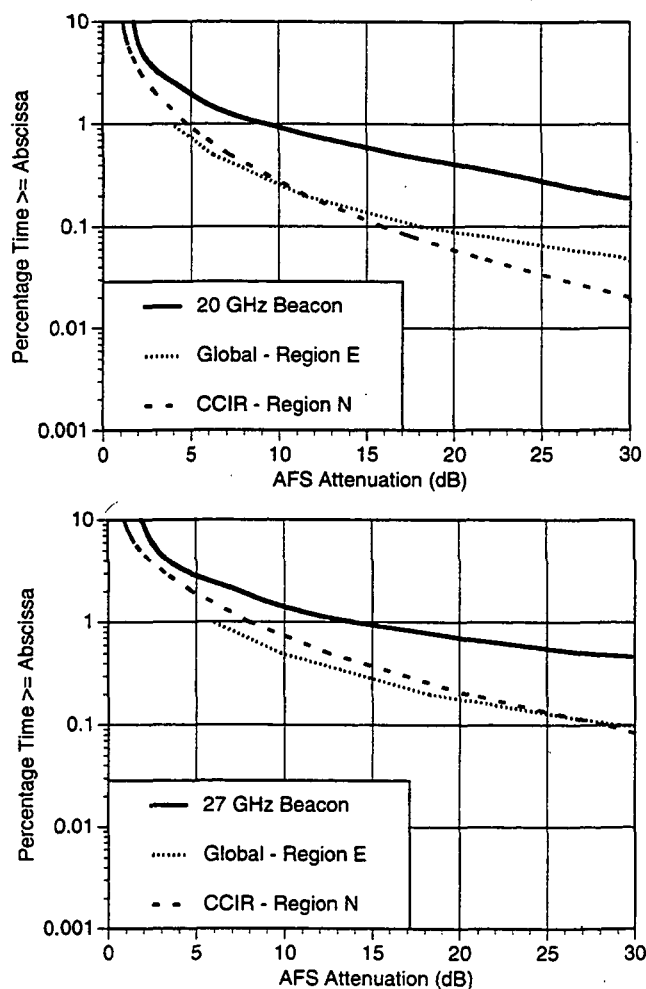 Percentage Time >= Abscissa
10
1
0.1
0.01
0.001
20 GHz Beacon
Global - Region E
CCIR - Region N
0 5 10 15 20 25 30
AFS Attenuation (dB)
Percentage Time >= Abscissa
10
1
0.1
0.01
0.001
27 GHz Beacon
Global - Region E
CCIR - Region N
0 5 10 15 20 25 30
AFS Attenuation (dB)